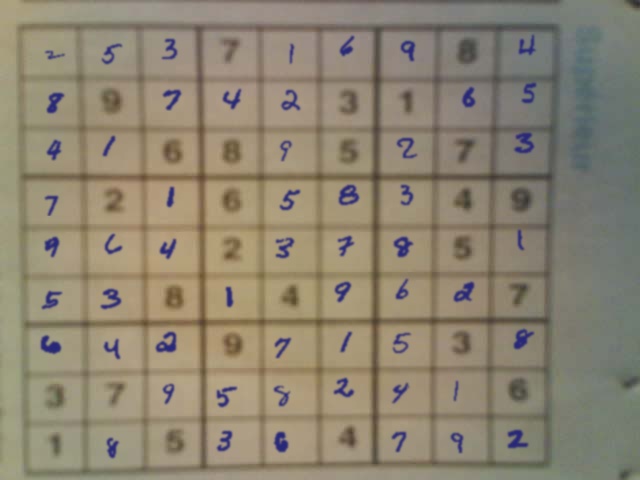 2 5 3 7 1 6 9 8 4
8 9 7 4 2 3 1 6 5
4 1 6 8 9 5 2 7 3
7 2 1 6 5 8 3 4 9
9 6 4 2 3 7 8 5 1
5 3 8 1 4 9 6 2 7
6 4 2 9 7 1 5 3 8
3 7 9 5 8 2 4 1 6
1 8 5 3 6 4 7 9 2
Supérieur